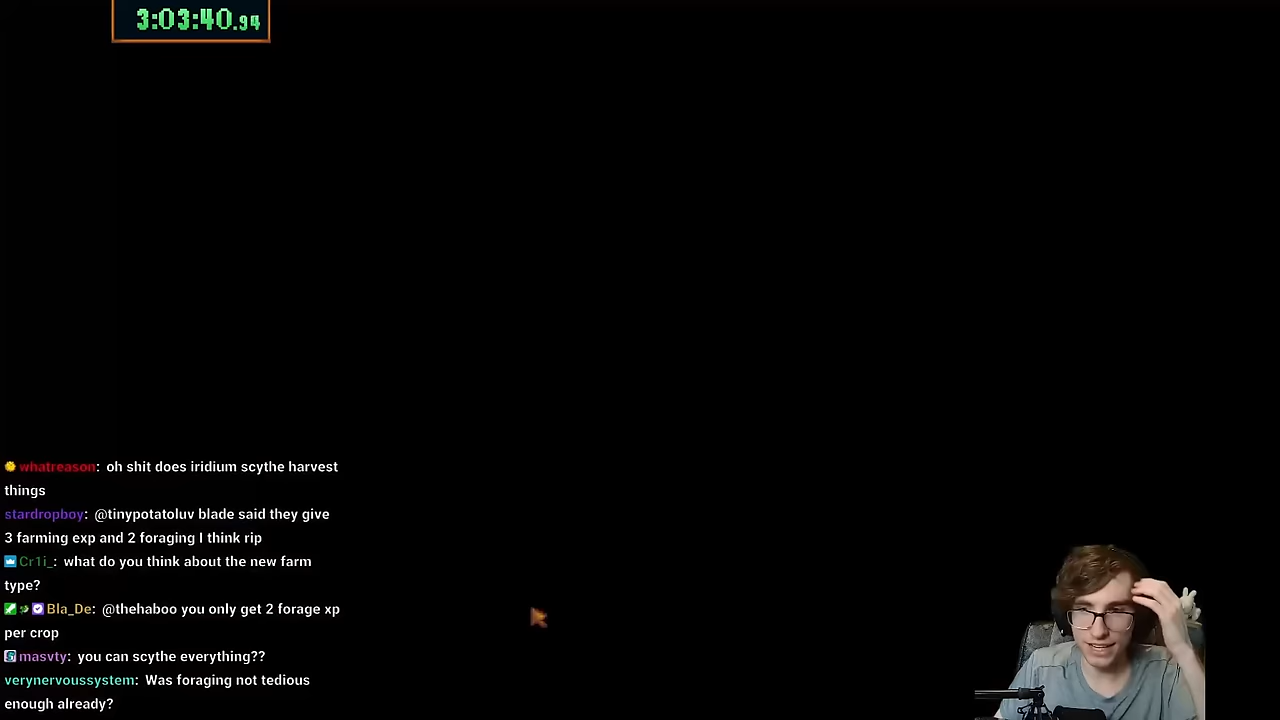 3:03:40.94
whatreason: oh shit does iridium scythe harvest
things
stardropboy: @tinypotatoluv blade said they give
3 farming exp and 2 foraging I think rip
Cr1i_: what do you think about the new farm
type?
Bla_De: @thehaboo you only get 2 forage xp
per crop
masvty: you can scythe everything??
verynervoussystem: Was foraging not tedious
enough already?